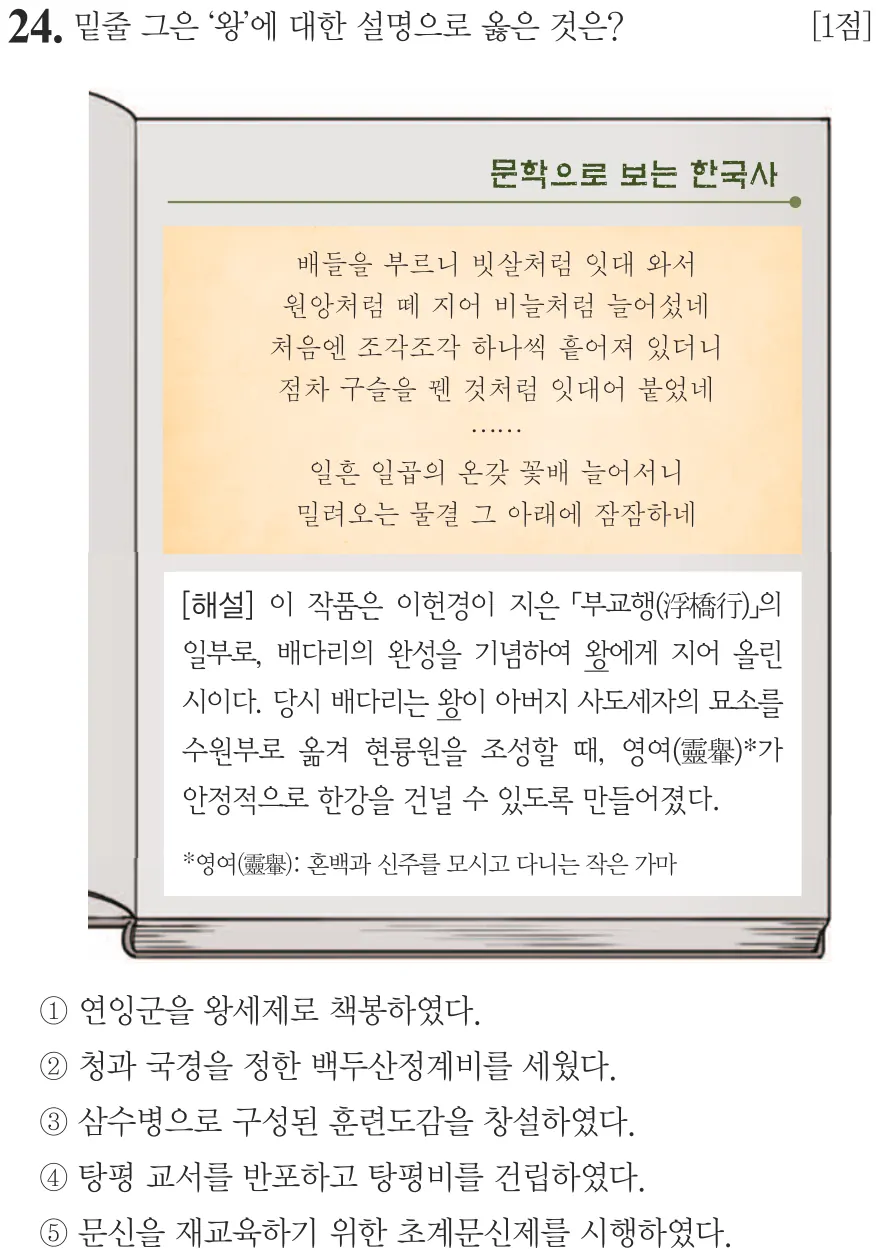 24. 밑줄 그은 ‘왕’에 대한 설명으로 옳은 것은? [1점]
문학으로 보는 한국사
배들을 부르니 빗살처럼 잇대 와서
원앙처럼 떼 지어 비늘처럼 늘어섰네
처음엔 조각조각 하나씩 흩어져 있더니
점차 구슬을 꿴 것처럼 잇대어 붙었네
……
일흔 일곱의 온갖 꽃배 늘어서니
밀려오는 물결 그 아래에 잠잠하네
[해설] 이 작품은 이헌경이 지은 「부교행(浮橋行)」의
일부로, 배다리의 완성을 기념하여 왕에게 지어 올린
시이다. 당시 배다리는 왕이 아버지 사도세자의 묘소를
수원부로 옮겨 현륭원을 조성할 때, 영여(靈轝)*가
안정적으로 한강을 건널 수 있도록 만들어졌다.
*영여(靈轝): 혼백과 신주를 모시고 다니는 작은 가마
① 연잉군을 왕세제로 책봉하였다.
② 청과 국경을 정한 백두산정계비를 세웠다.
③ 삼수병으로 구성된 훈련도감을 창설하였다.
④ 탕평 교서를 반포하고 탕평비를 건립하였다.
⑤ 문신을 재교육하기 위한 초계문신제를 시행하였다.